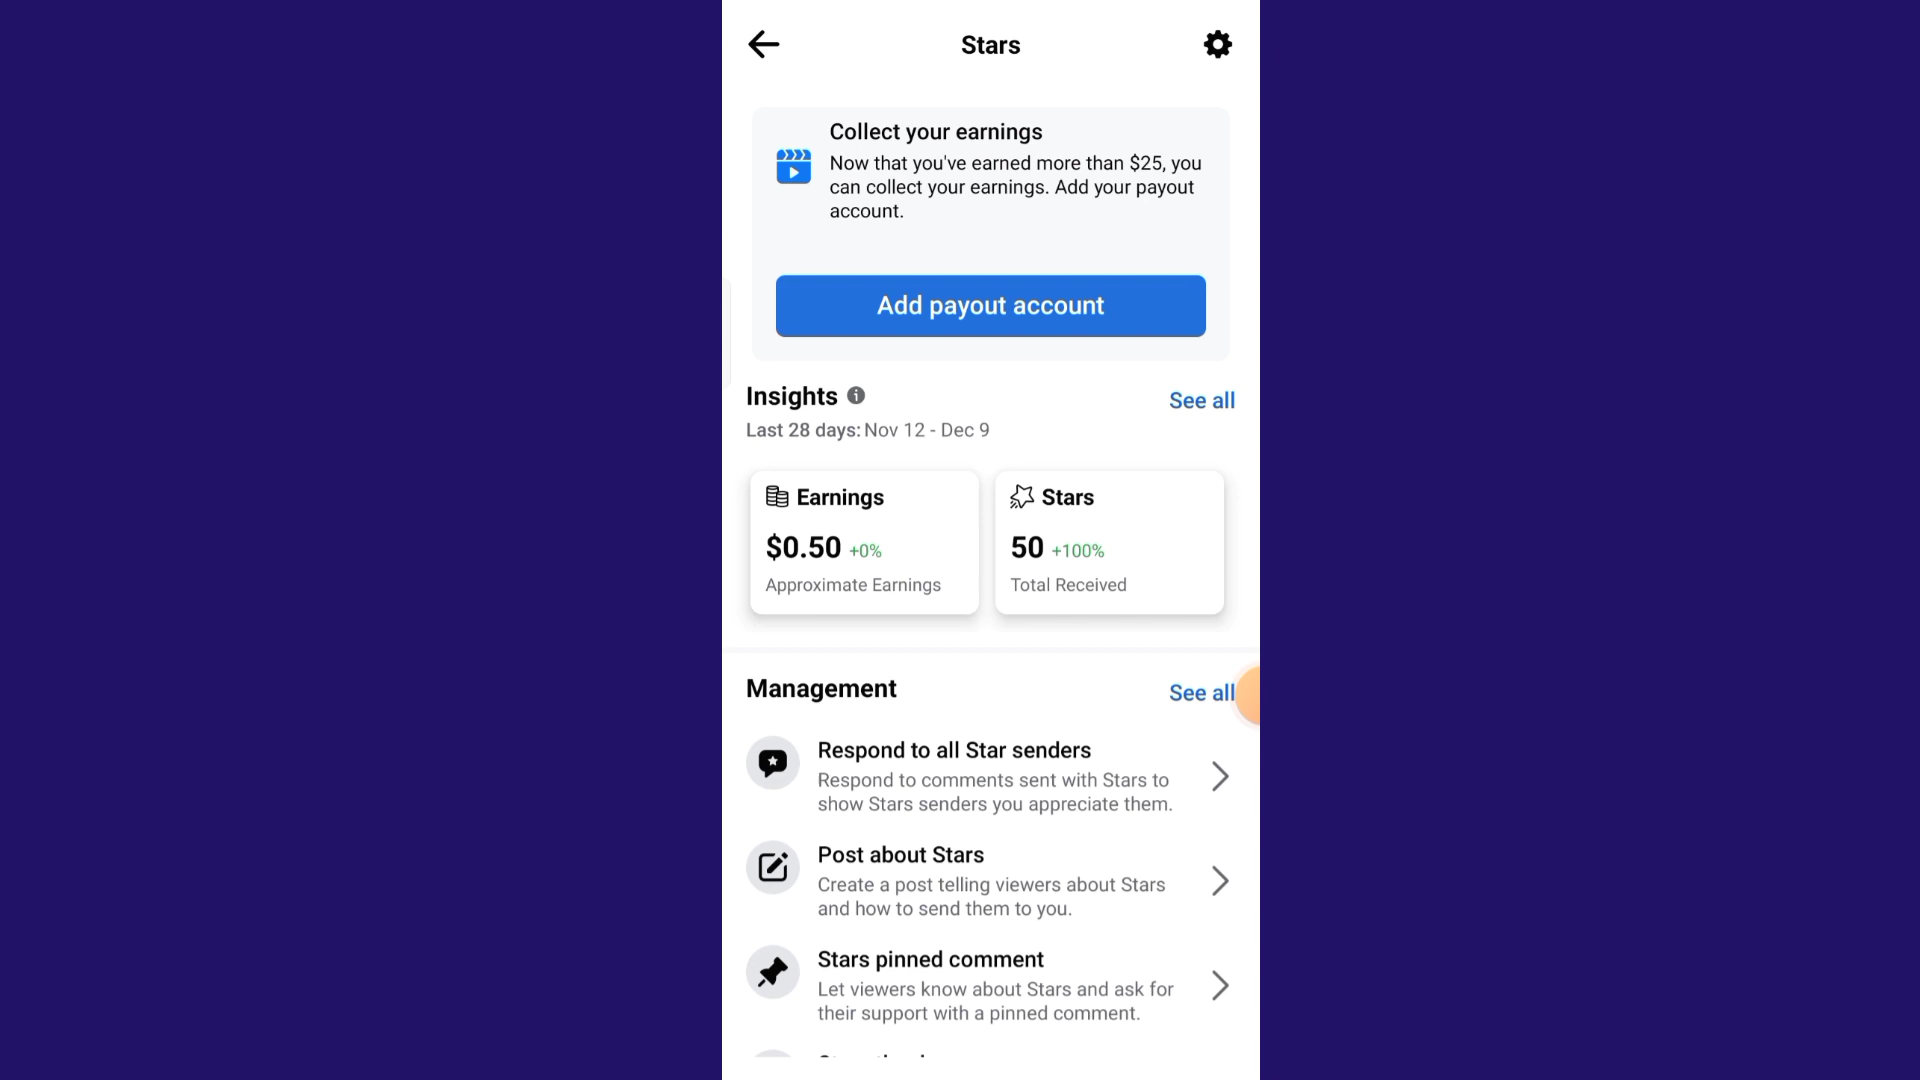 Stars
Collect your earnings
Now that you've earned more than $25, you
can collect your earnings. Add your payout
account.
Add payout account
Insights
See all
Last 28 days: Nov 12 - Dec 9
Earnings
$0.50 +0%
Approximate Earnings
Stars
50 +100%
Total Received
Management
See all
Respond to all Star senders
Respond to comments sent with Stars to
show Stars senders you appreciate them.
Post about Stars
Create a post telling viewers about Stars
and how to send them to you.
Stars pinned comment
Let viewers know about Stars and ask for
their support with a pinned comment.